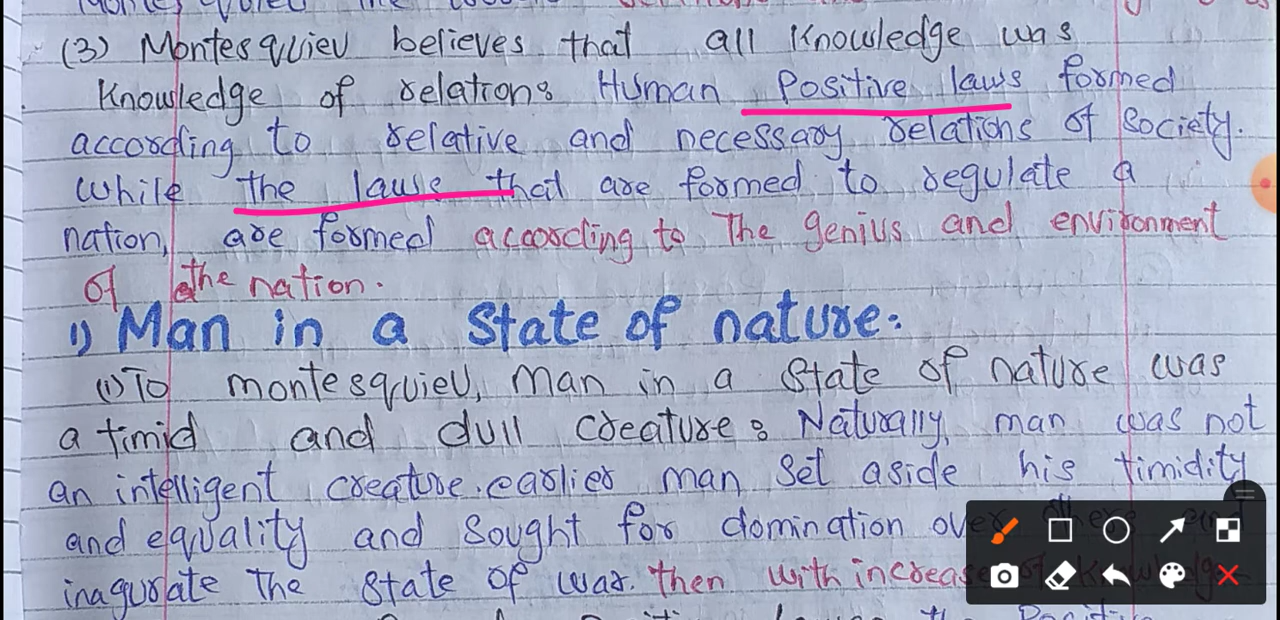 (3) Montesquieu believes that all Knowledge was
Knowledge of relation: Human Positive laws formed
according to relative and necessary relations of society.
while the laws that are formed to regulate a
nation, are formed according to The genius and environment
of the nation.
1) Man in a State of nature:
(1) To montesquieu, man in a State of nature was
a timid and dull creature: Naturally, man was not
an intelligent creature. earlier man set aside his timidity
and equality and sought for domination over others and
inagurate The State of war. then with increase of knowledge